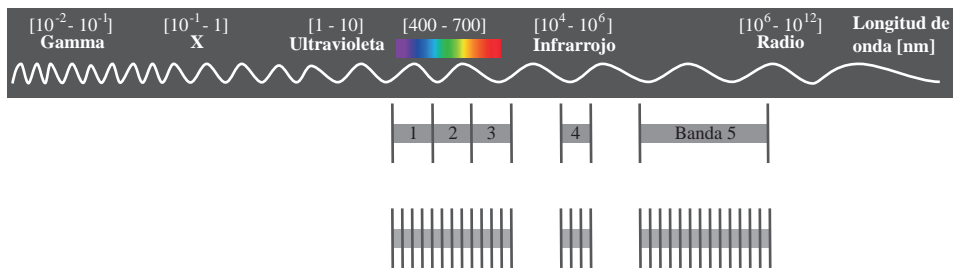 [10⁻² - 10⁻¹] [10⁻¹ - 1] [1 - 10] [400 - 700] [10⁴ - 10⁶] [10⁶ - 10¹²] Longitud de
Gamma X Ultravioleta Infrarrojo Radio onda [nm]
1 2 3 4 Banda 5